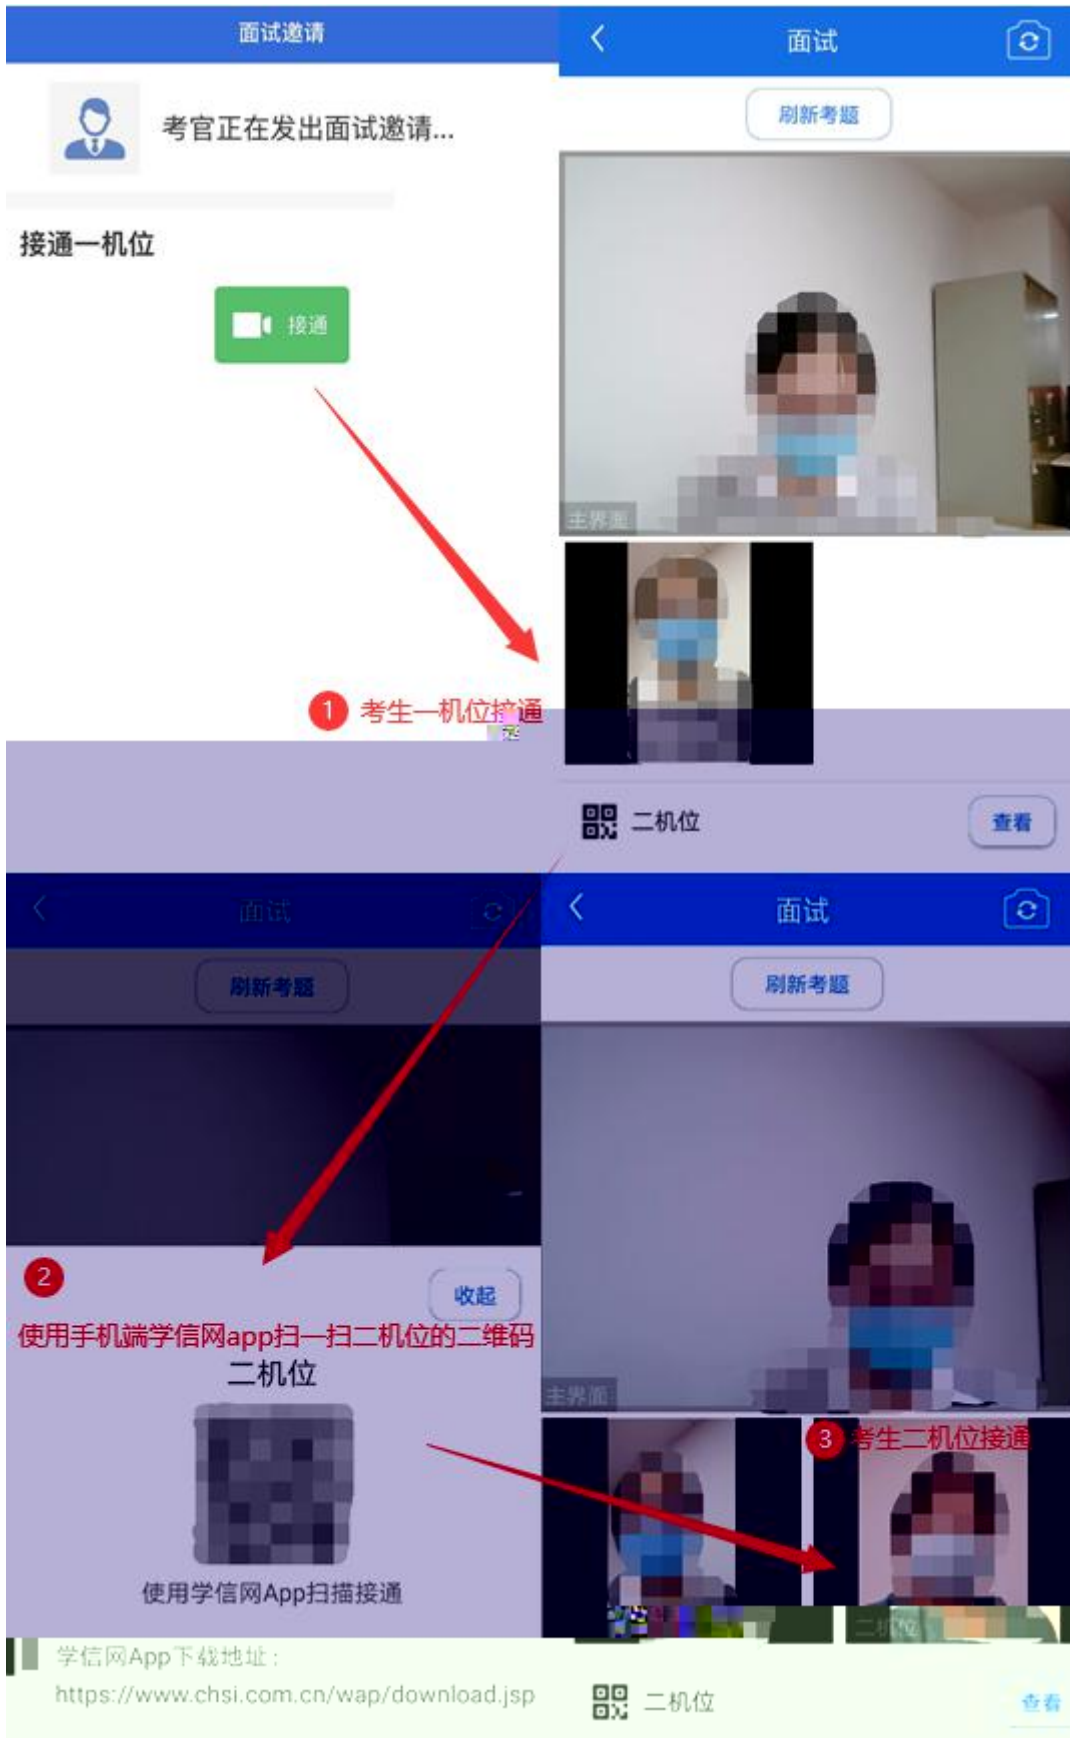 面试邀请
考官正在发出面试邀请...
接通一机位
接通
1 考生一机位接通
面试
刷新考题
主界面
二机位
查看
面试
刷新考题
2
收起
使用手机端学信网app扫一扫二机位的二维码
二机位
使用学信网App扫描接通
学信网App下载地址：
https://www.chsi.com.cn/wap/download.jsp
面试
刷新考题
主界面
3 考生二机位接通
二机位
二机位
查看